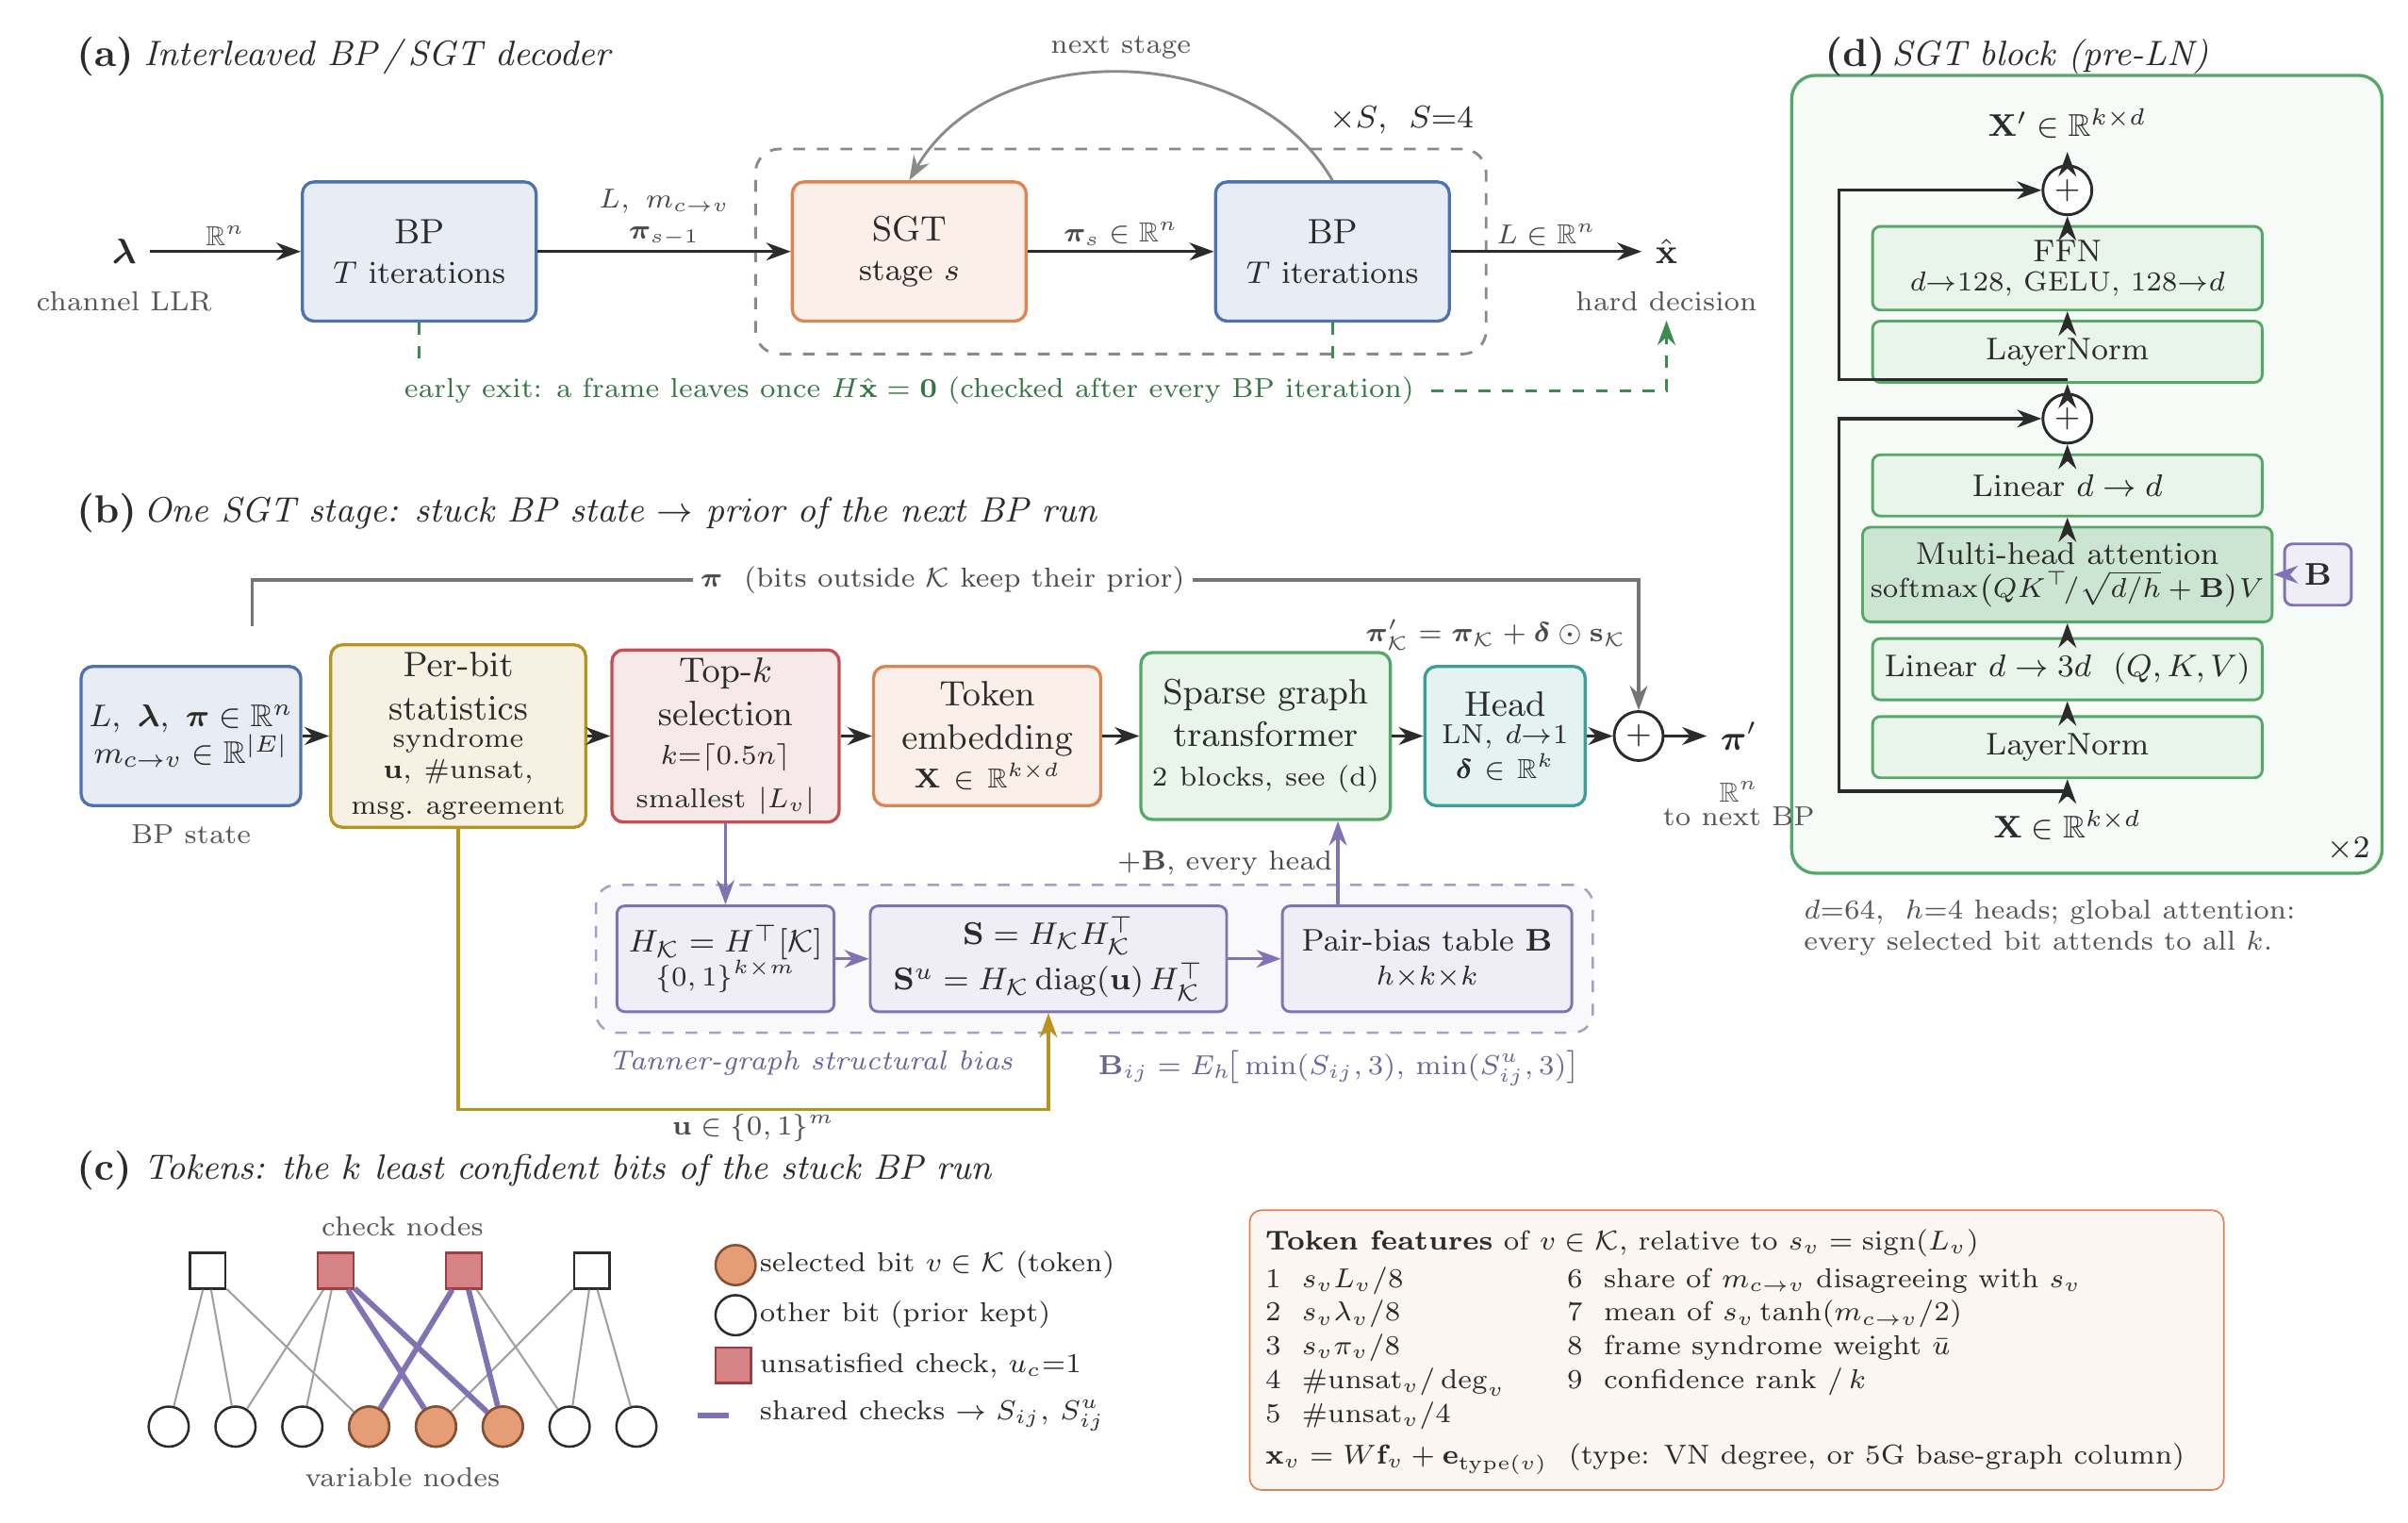 (a) Interleaved BP / SGT decoder
next stage
×S, S=4
λ
ℝⁿ
channel LLR
BP
T iterations
L, m_{c→v}
π_{s−1}
SGT
stage s
π_s ∈ ℝⁿ
BP
T iterations
L ∈ ℝⁿ
x̂
hard decision
early exit: a frame leaves once Hx̂ = 0 (checked after every BP iteration)
(b) One SGT stage: stuck BP state → prior of the next BP run
π (bits outside 𝒦 keep their prior)
π′_𝒦 = π_𝒦 + δ ⊙ s_𝒦
L, λ, π ∈ ℝⁿ
m_{c→v} ∈ ℝ^{|E|}
BP state
Per-bit
statistics
syndrome
u, #unsat,
msg. agreement
Top-k
selection
k=⌈0.5n⌉
smallest |L_v|
Token
embedding
X ∈ ℝ^{k×d}
Sparse graph
transformer
2 blocks, see (d)
Head
LN, d→1
δ ∈ ℝ^k
+
π′
ℝⁿ
to next BP
+B, every head
H_𝒦 = H^⊤[𝒦]
{0, 1}^{k×m}
S = H_𝒦 H_𝒦^⊤
S^u = H_𝒦 diag(u) H_𝒦^⊤
Pair-bias table B
h×k×k
Tanner-graph structural bias
B_{ij} = E_h[ min(S_{ij}, 3), min(S^u_{ij}, 3)]
u ∈ {0, 1}^m
(c) Tokens: the k least confident bits of the stuck BP run
check nodes
variable nodes
selected bit v ∈ 𝒦 (token)
other bit (prior kept)
unsatisfied check, u_c=1
shared checks → S_{ij}, S^u_{ij}
Token features of v ∈ 𝒦, relative to s_v = sign(L_v)
1 s_v L_v/8
2 s_v λ_v/8
3 s_v π_v/8
4 #unsat_v/ deg_v
5 #unsat_v/4
6 share of m_{c→v} disagreeing with s_v
7 mean of s_v tanh(m_{c→v}/2)
8 frame syndrome weight ū
9 confidence rank / k
x_v = W f_v + e_{type(v)} (type: VN degree, or 5G base-graph column)
(d) SGT block (pre-LN)
X′ ∈ ℝ^{k×d}
+
FFN
d→128, GELU, 128→d
LayerNorm
+
Linear d → d
Multi-head attention
softmax(QK^⊤/√d/h + B)V
B
Linear d → 3d (Q, K, V)
LayerNorm
X ∈ ℝ^{k×d}
×2
d=64, h=4 heads; global attention:
every selected bit attends to all k.